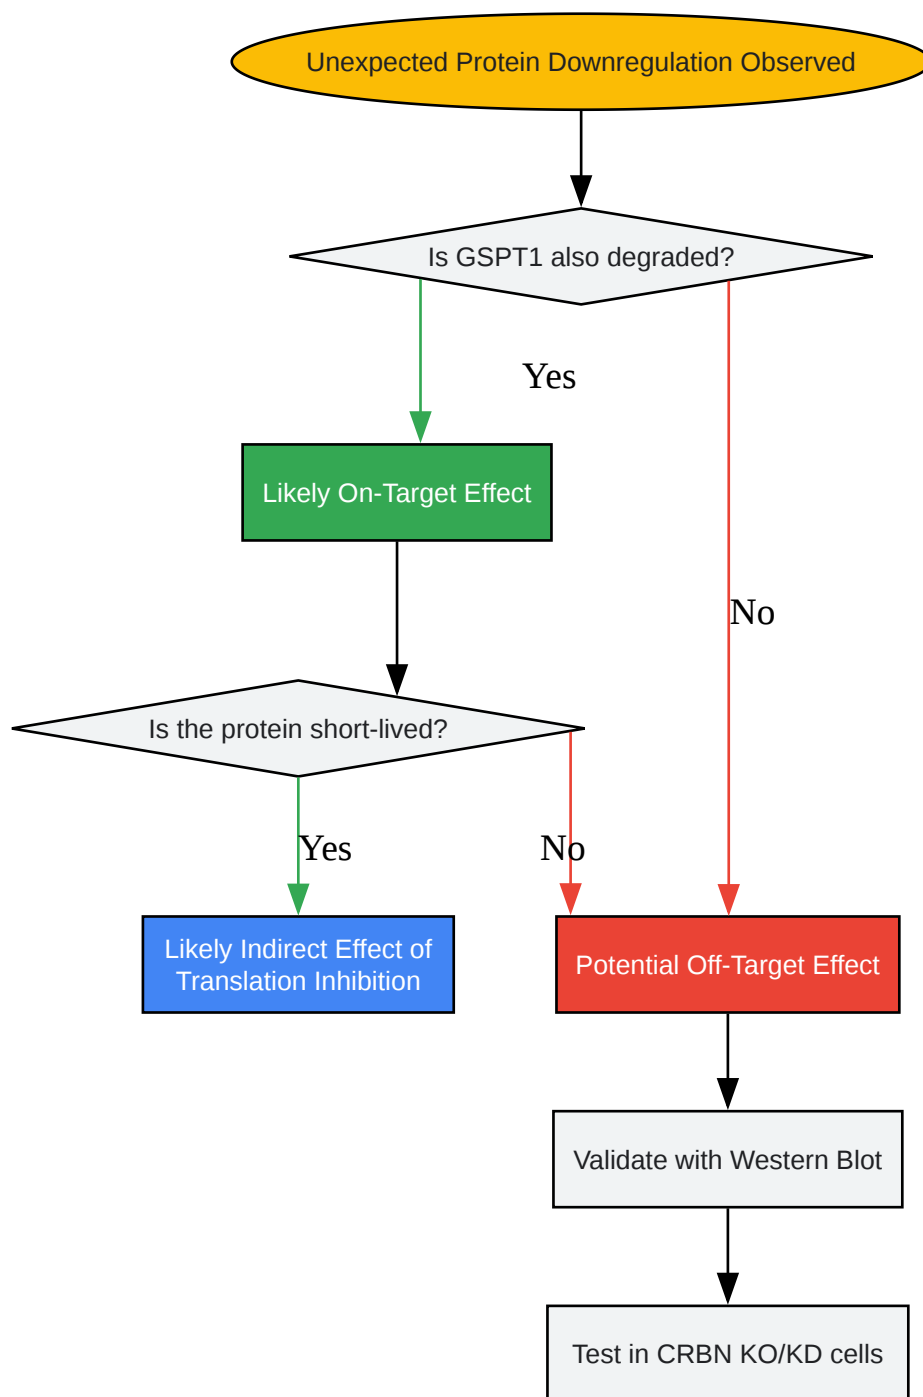 Unexpected Protein Downregulation Observed
Is GSPT1 also degraded?
Yes
Likely On-Target Effect
No
Is the protein short-lived?
Yes
No
Likely Indirect Effect of
Translation Inhibition
Potential Off-Target Effect
Validate with Western Blot
Test in CRBN KO/KD cells